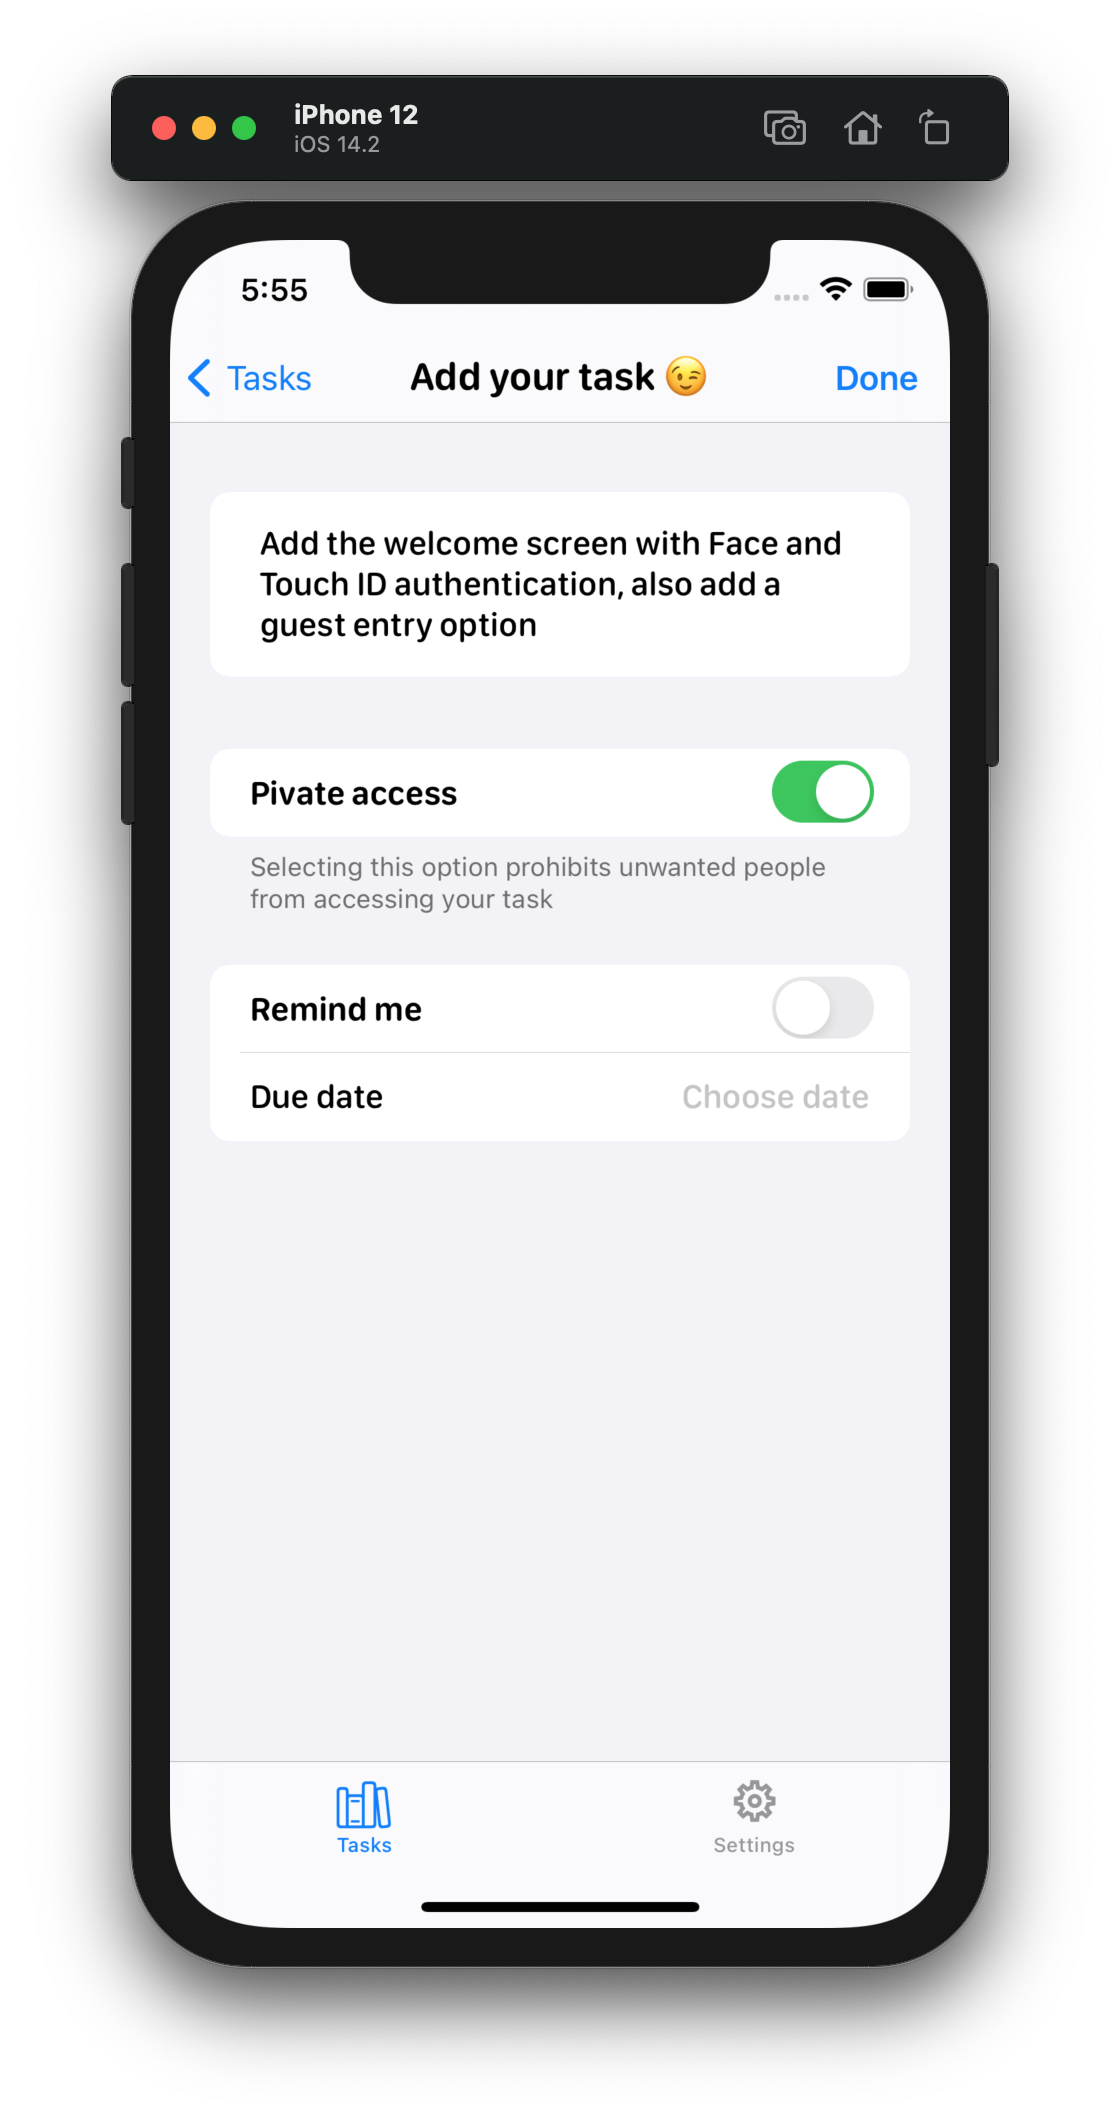 iPhone 12
iOS 14.2
5:55
Tasks
Add your task 😉
Done
Add the welcome screen with Face and
Touch ID authentication, also add a
guest entry option
Pivate access
Selecting this option prohibits unwanted people
from accessing your task
Remind me
Due date
Choose date
Tasks
Settings